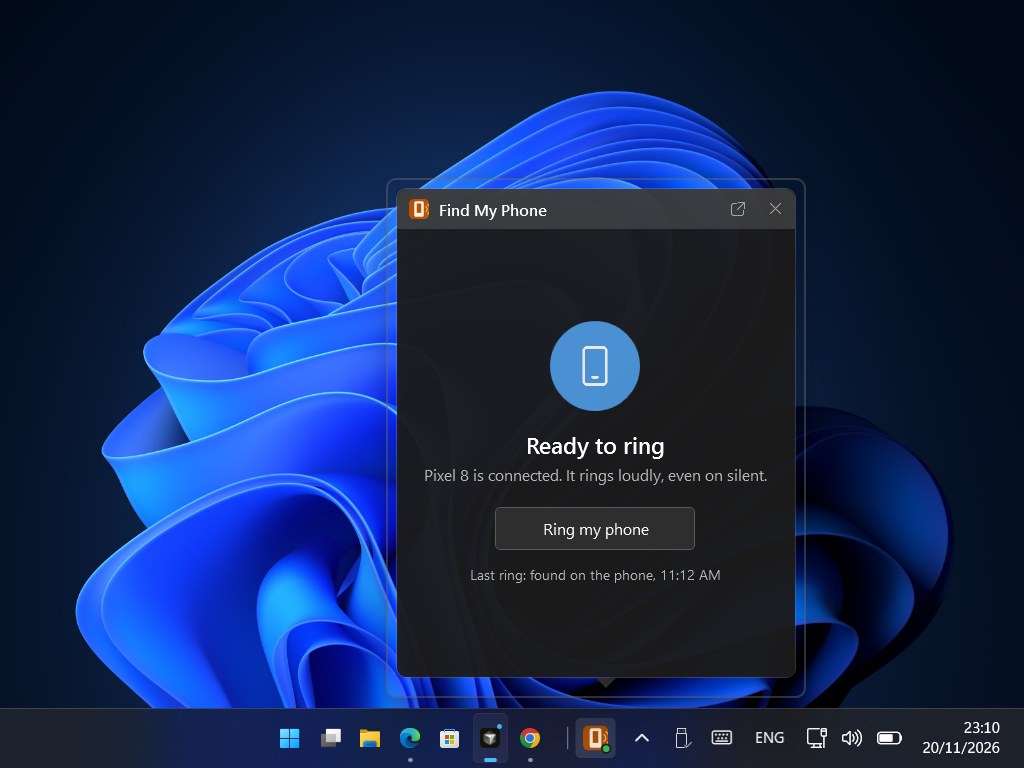 Find My Phone
Ready to ring
Pixel 8 is connected. It rings loudly, even on silent.
Ring my phone
Last ring: found on the phone, 11:12 AM
ENG
23:10
20/11/2026